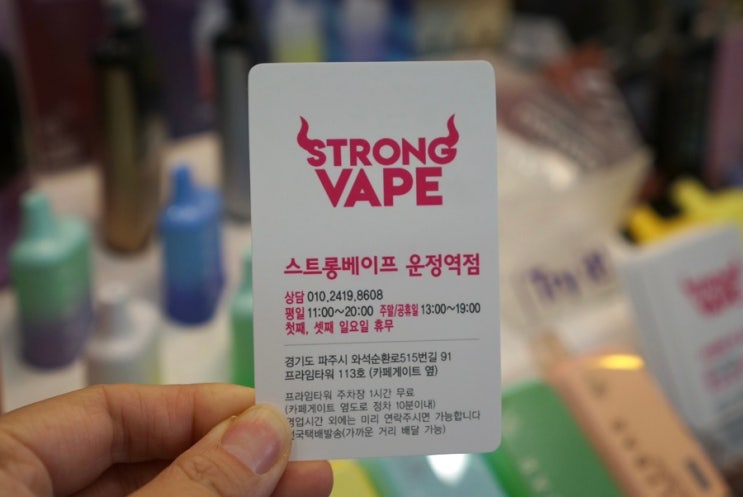 STRONG
VAPE
스트롱베이프 운정역점
상담 010.2419.8608
평일 11:00~20:00 주말/공휴일 13:00~19:00
첫째, 셋째 일요일 휴무
경기도 파주시 와석순환로515번길 91
프라임타워 113호 (카페게이트 옆)
프라임타워 주차장 1시간 무료
(카페게이트 옆도로 정차 10분이내)
영업시간 외에는 미리 연락주시면 가능합니다
전국택배발송(가까운 거리 배달 가능)
STRONG
VAPE